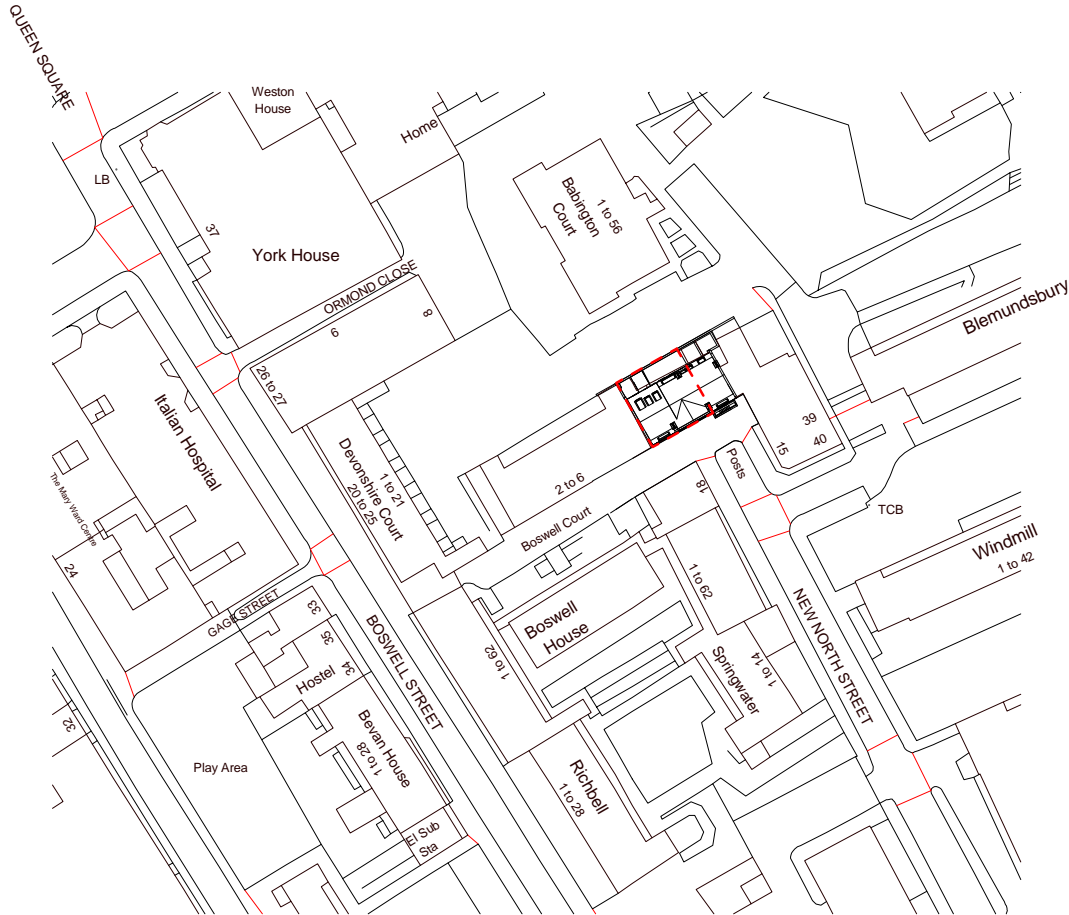 QUEEN SQUARE
Weston
House
Home
LB
37
York House
Babington
Court
1 to 56
ORMOND CLOSE
6
8
26 to 27
Blemundsbury
Italian Hospital
The Mary Ward Centre
24
Devonshire Court
1 to 21
20 to 25
2 to 6
Boswell Court
39
40
15
Posts
18
TCB
Windmill
1 to 42
GAGE STREET
33
35
34
Hostel
BOSWELL STREET
Boswell
House
1 to 62
1 to 62
Springwater
1 to 14
NEW NORTH STREET
32
Play Area
Bevan House
1 to 28
Richbell
1 to 28
El Sub
Sta